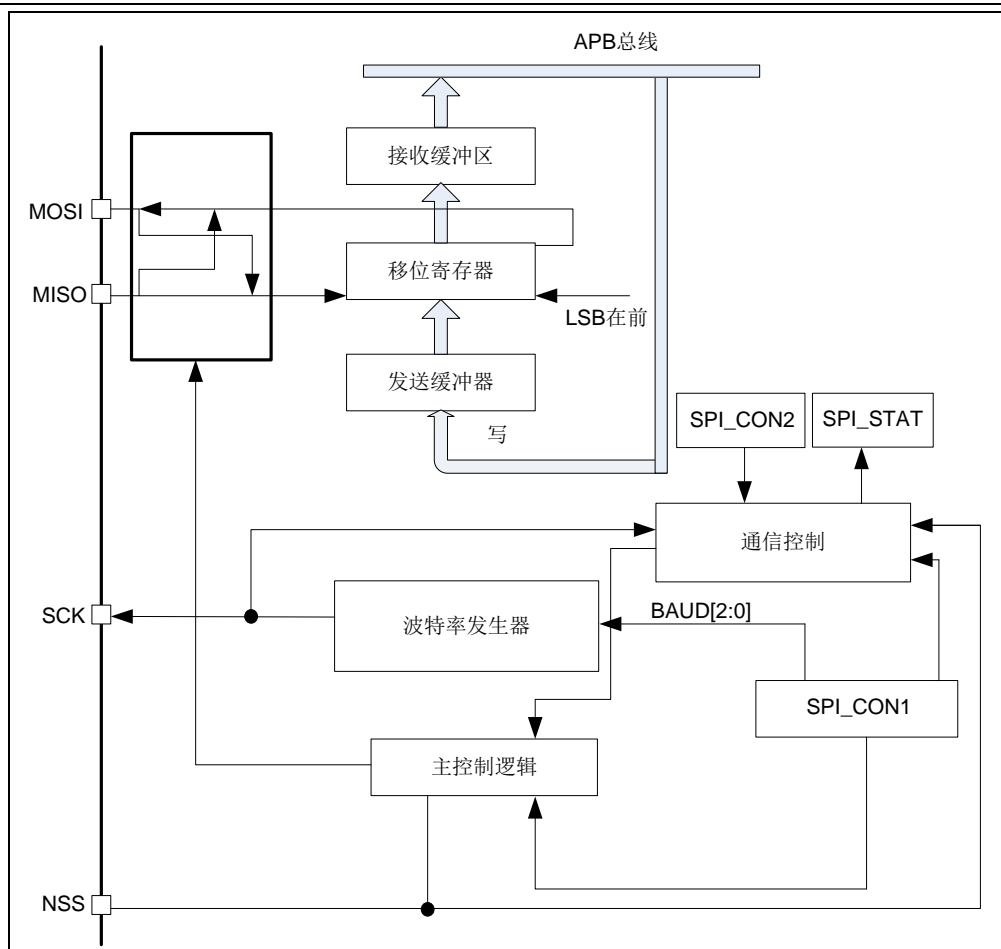 APB总线
接收缓冲区
MOSI
移位寄存器
MISO
LSB在前
发送缓冲器
写
SPI_CON2
SPI_STAT
通信控制
SCK
波特率发生器
BAUD[2:0]
SPI_CON1
主控制逻辑
NSS